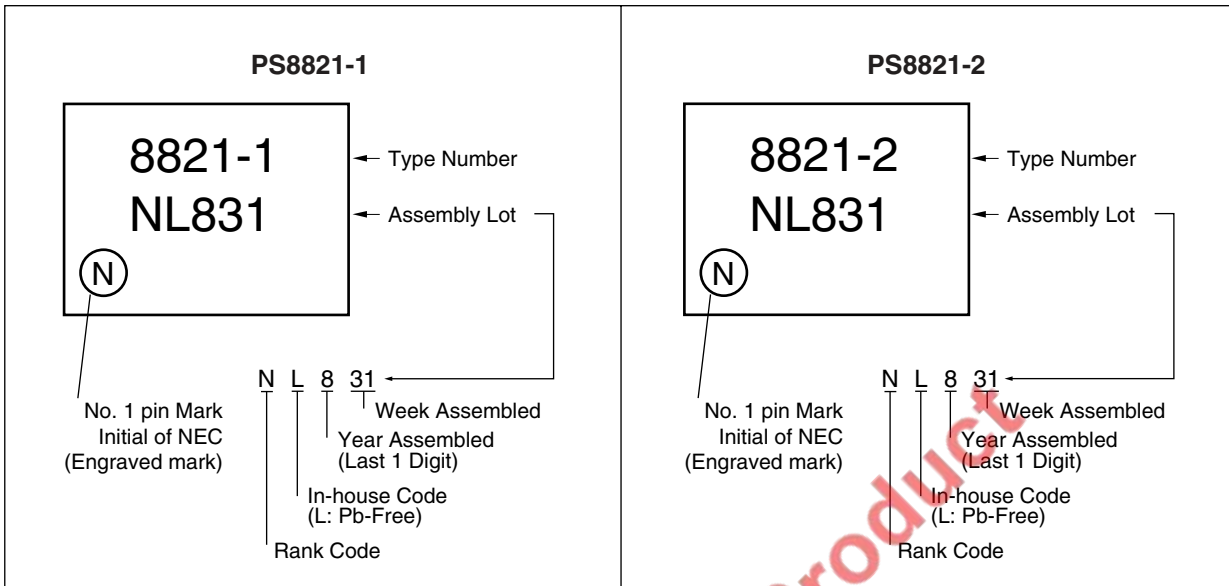 PS8821-1
8821-1
NL831
N
Type Number
Assembly Lot
N L 8 31
No. 1 pin Mark
Initial of NEC
(Engraved mark)
Week Assembled
Year Assembled
(Last 1 Digit)
In-house Code
(L: Pb-Free)
Rank Code
PS8821-2
8821-2
NL831
N
Type Number
Assembly Lot
N L 8 31
No. 1 pin Mark
Initial of NEC
(Engraved mark)
Week Assembled
Year Assembled
(Last 1 Digit)
In-house Code
(L: Pb-Free)
Rank Code
Product